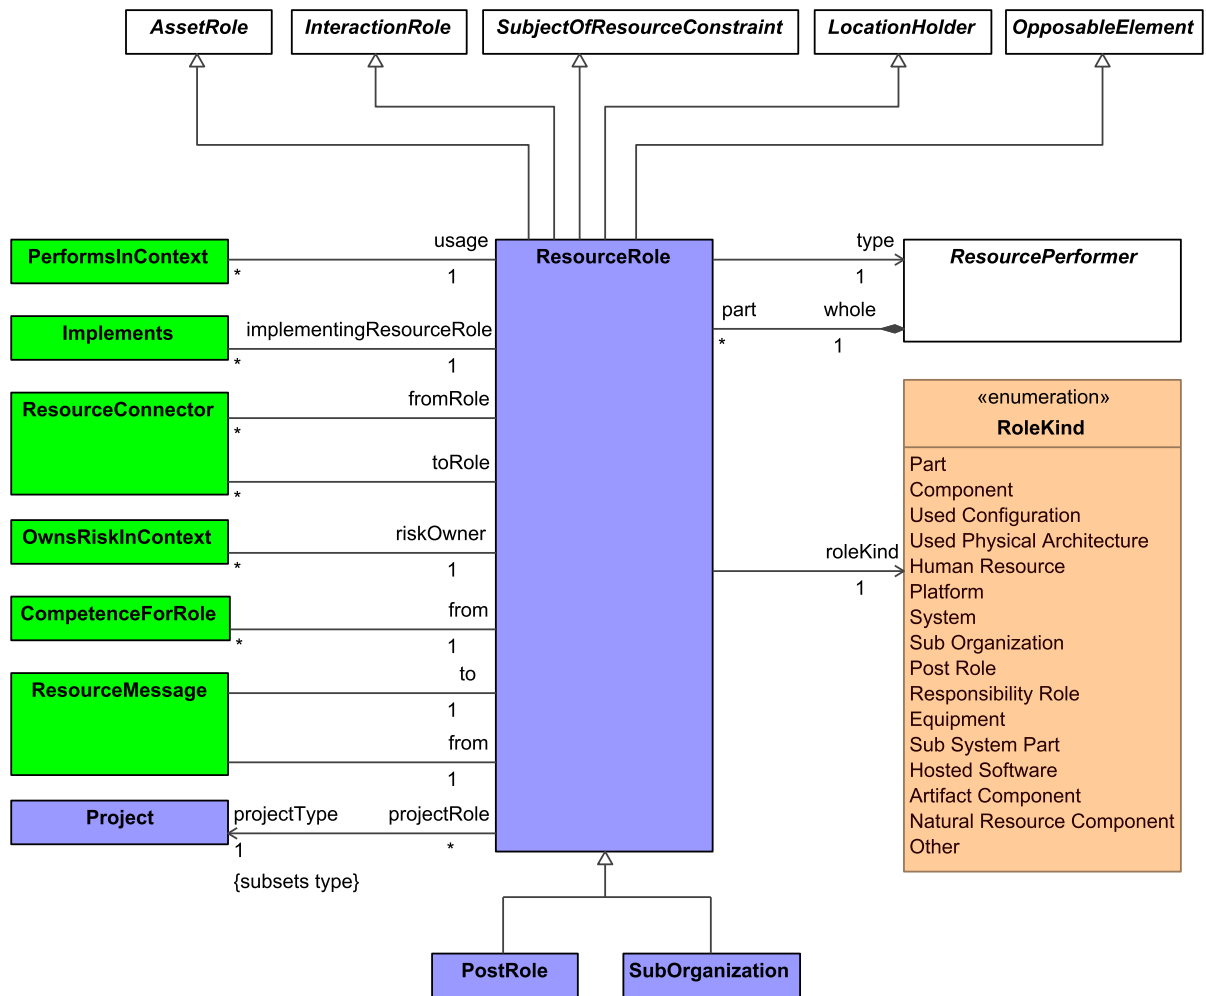 AssetRole
InteractionRole
SubjectOfResourceConstraint
LocationHolder
OpposableElement
PerformsInContext
*
usage
1
ResourceRole
type
1
ResourcePerformer
part
*
whole
1
Implements
*
implementingResourceRole
1
ResourceConnector
*
fromRole
*
toRole
OwnsRiskInContext
*
riskOwner
1
CompetenceForRole
*
from
1
ResourceMessage
to
1
from
1
Project
projectType
1
{subsets type}
projectRole
*
roleKind
1
«enumeration»
RoleKind
Part
Component
Used Configuration
Used Physical Architecture
Human Resource
Platform
System
Sub Organization
Post Role
Responsibility Role
Equipment
Sub System Part
Hosted Software
Artifact Component
Natural Resource Component
Other
PostRole
SubOrganization